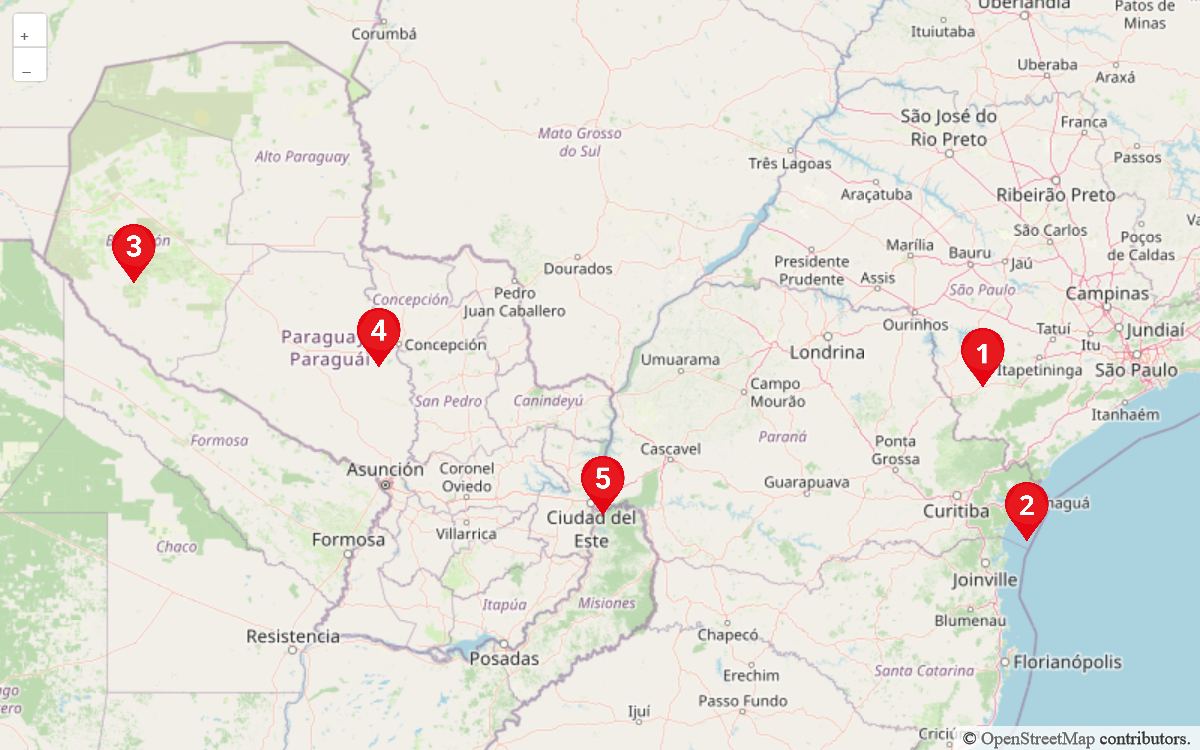 +
–
Uberlândia
Patos de
Minas
Ituiutaba
Corumbá
Uberaba
Araxá
São José do
Rio Preto
Franca
Mato Grosso
do Sul
Alto Paraguay
Três Lagoas
Passos
Araçatuba
Ribeirão Preto
São Carlos
3
Marília
Bauru
Jaú
Poços
de Caldas
Dourados
Presidente
Prudente
Assis
São Paulo
Campinas
Pedro
Juan Caballero
Concepción
4
Concepción
Paraguay
Paraguái
Ourinhos
Tatuí
Itu
Jundiaí
Umuarama
Londrina
1
Itapetininga
São Paulo
Campo
Mourão
San Pedro
Canindeyú
Itanhaém
Formosa
Paraná
Ponta
Grossa
Cascavel
Asunción
Coronel
Oviedo
5
Guarapuava
Curitiba
2
Ciudad del
Este
Villarrica
Chaco
Formosa
Joinville
Itapúa
Misiones
Blumenau
Resistencia
Chapecó
Posadas
Florianópolis
Santa Catarina
Erechim
Passo Fundo
Ijuí
© OpenStreetMap contributors.